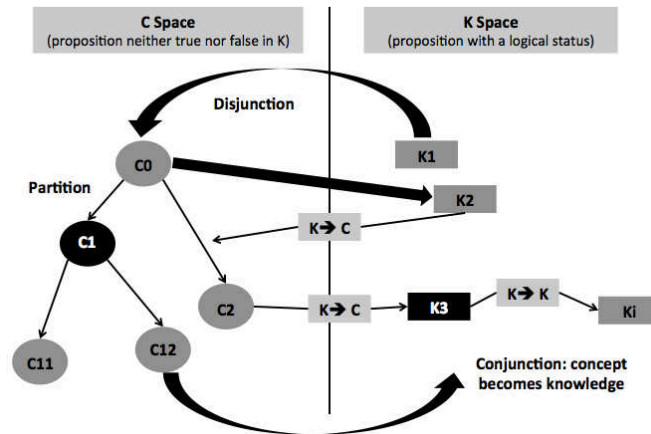 C Space
(proposition neither true nor false in K)
K Space
(proposition with a logical status)
Disjunction
K1
C0
K2
Partition
K➔ C
C1
C2
K➔ C
K3
K➔ K
Ki
C11
C12
Conjunction: concept
becomes knowledge